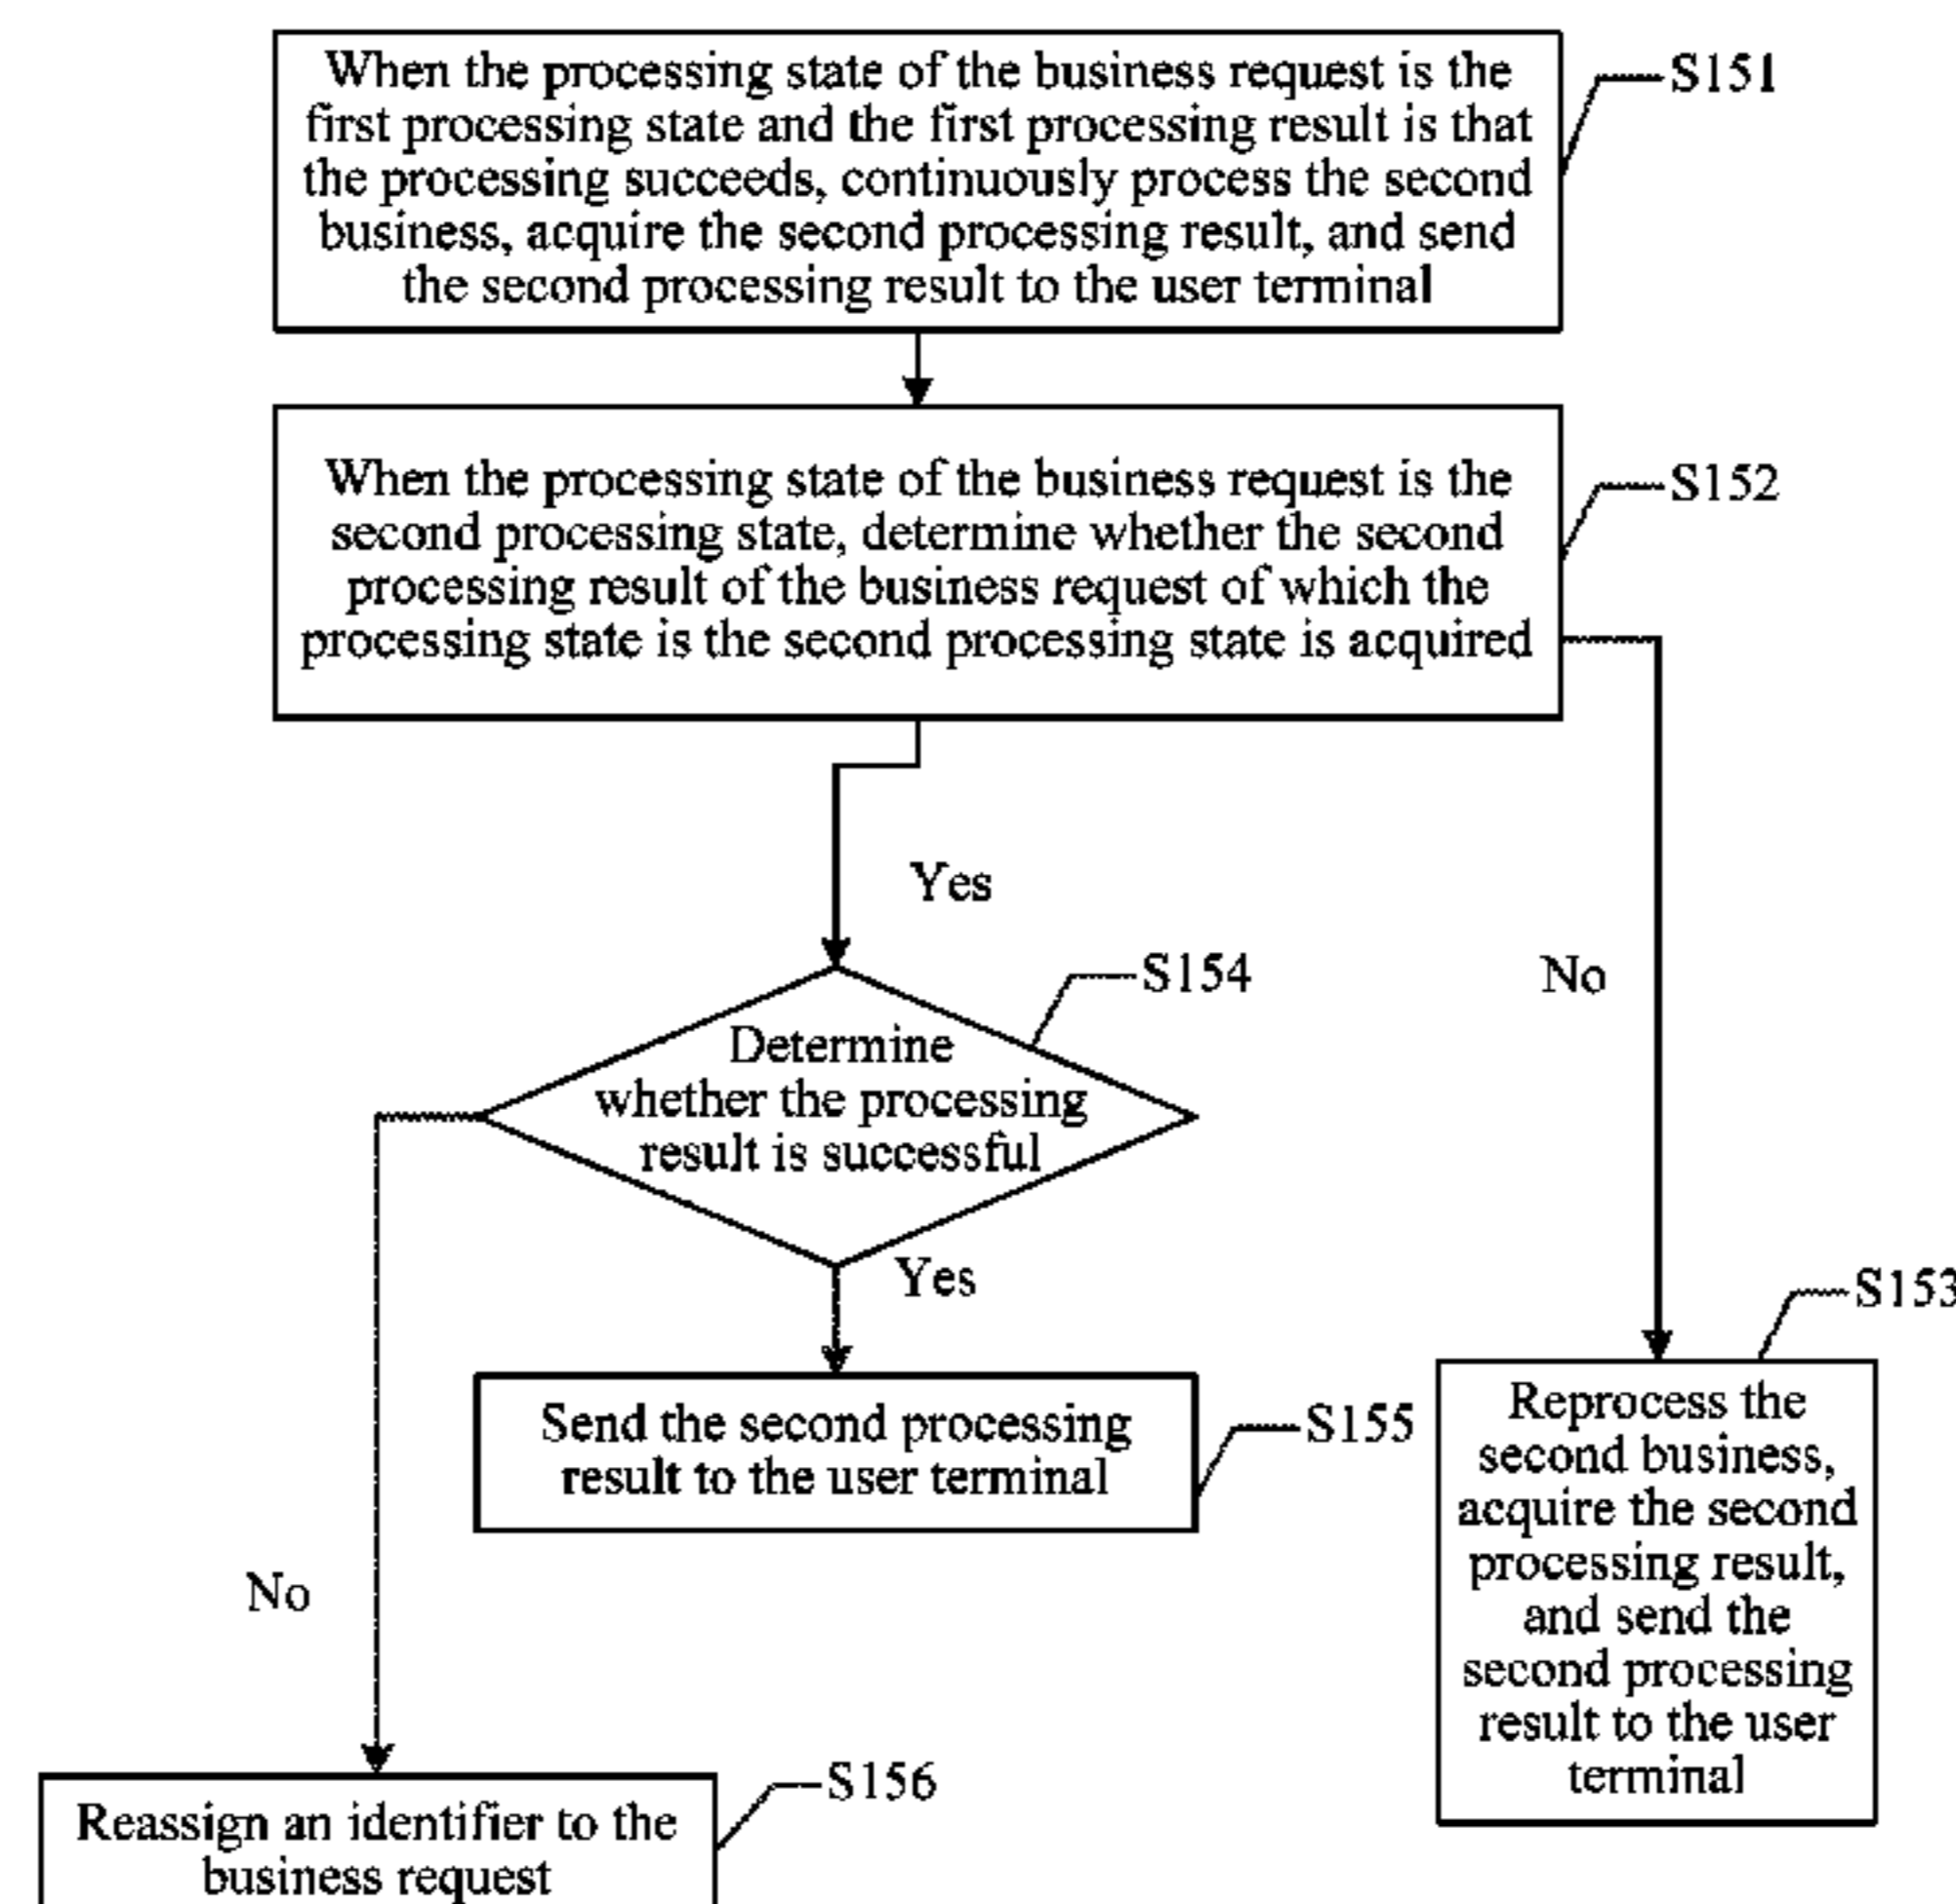 When the processing state of the business request is the
first processing state and the first processing result is that
the processing succeeds, continuously process the second
business, acquire the second processing result, and send
the second processing result to the user terminal
S151
When the processing state of the business request is the
second processing state, determine whether the second
processing result of the business request of which the
processing state is the second processing state is acquired
S152
Yes
No
S154
Determine
whether the processing
result is successful
Yes
S153
Send the second processing
result to the user terminal
S155
Reprocess the
second business,
acquire the second
processing result,
and send the
second processing
result to the user
terminal
No
S156
Reassign an identifier to the
business request